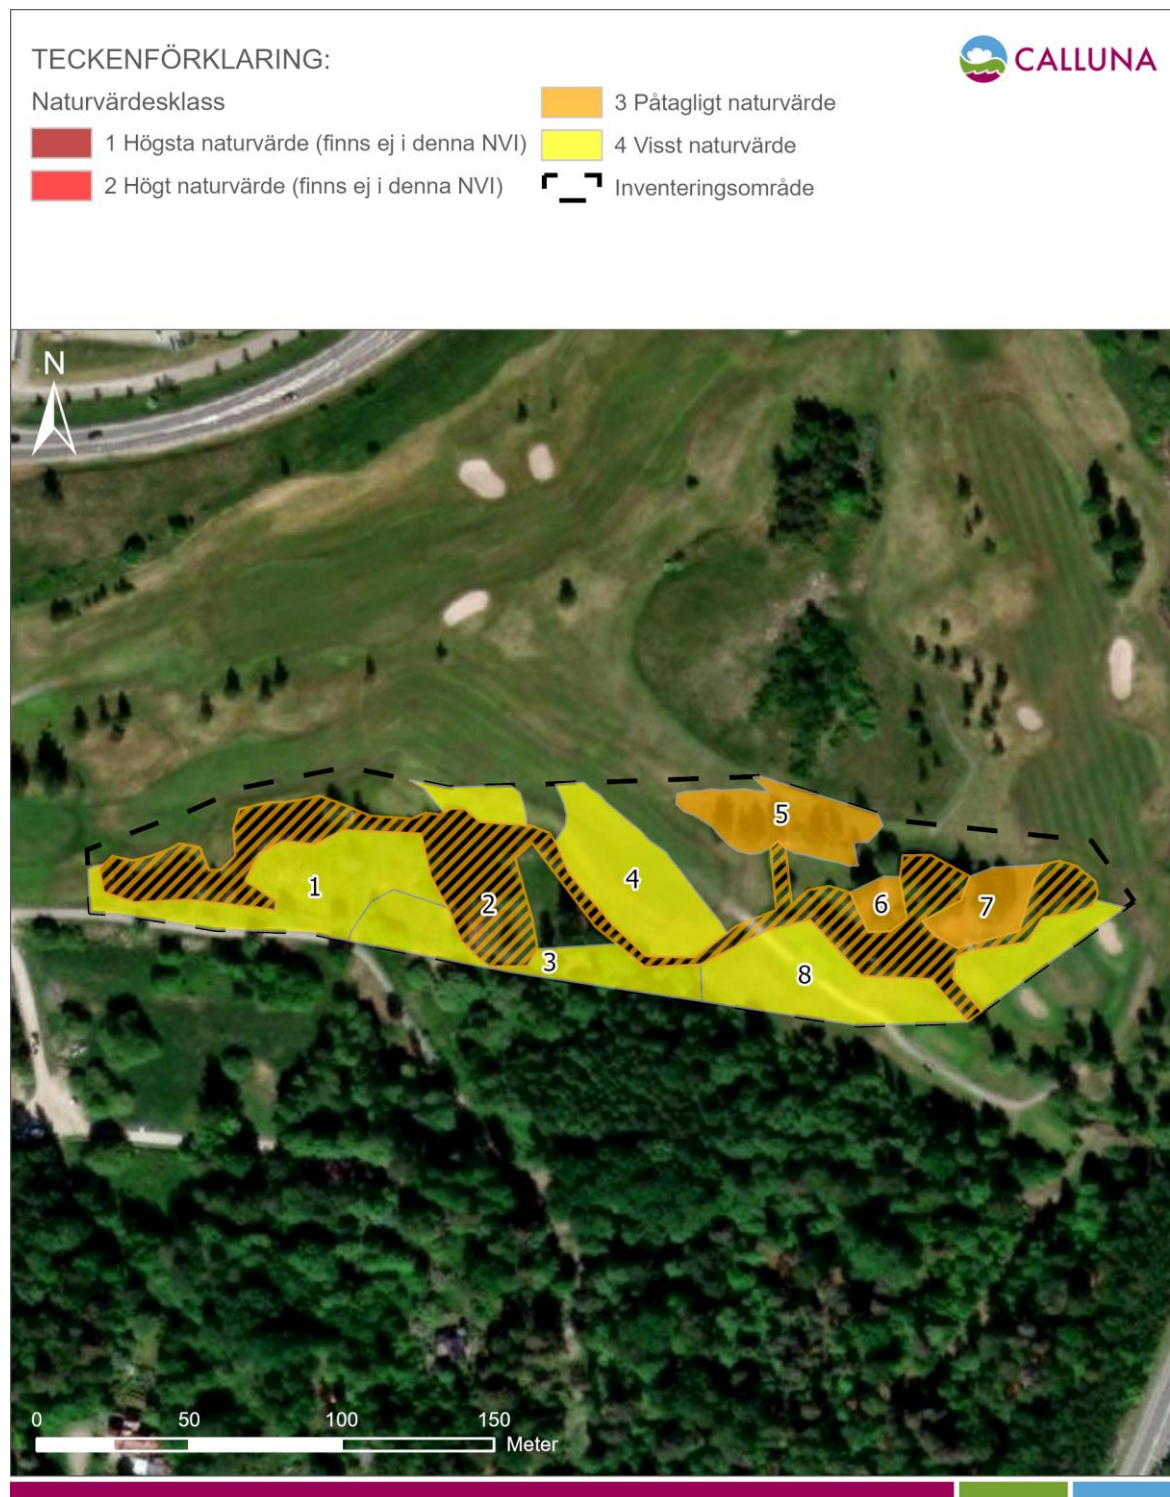 TECKENFÖRKLARING:
CALLUNA
Naturvärdesklass
1 Högsta naturvärde (finns ej i denna NVI)
2 Högt naturvärde (finns ej i denna NVI)
3 Påtagligt naturvärde
4 Visst naturvärde
Inventeringsområde
N
5
4
1
2
6
7
3
8
0 50 100 150
Meter